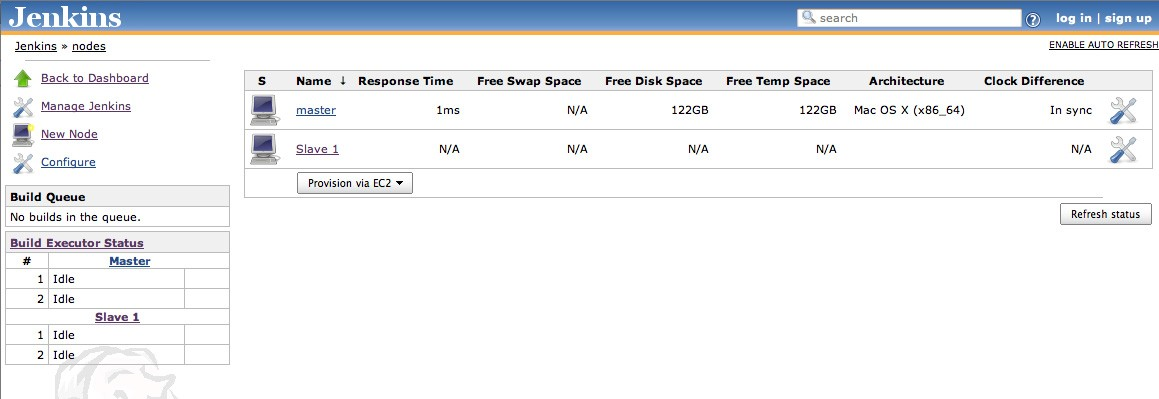 Jenkins
search
log in | sign up
Jenkins » nodes
ENABLE AUTO REFRESH
Back to Dashboard
Manage Jenkins
New Node
Configure
Build Queue
No builds in the queue.
Build Executor Status
# Master
1 Idle
2 Idle
Slave 1
1 Idle
2 Idle
S Name ↓ Response Time Free Swap Space Free Disk Space Free Temp Space Architecture Clock Difference
master 1ms N/A 122GB 122GB Mac OS X (x86_64) In sync
Slave 1 N/A N/A N/A N/A N/A
Provision via EC2
Refresh status